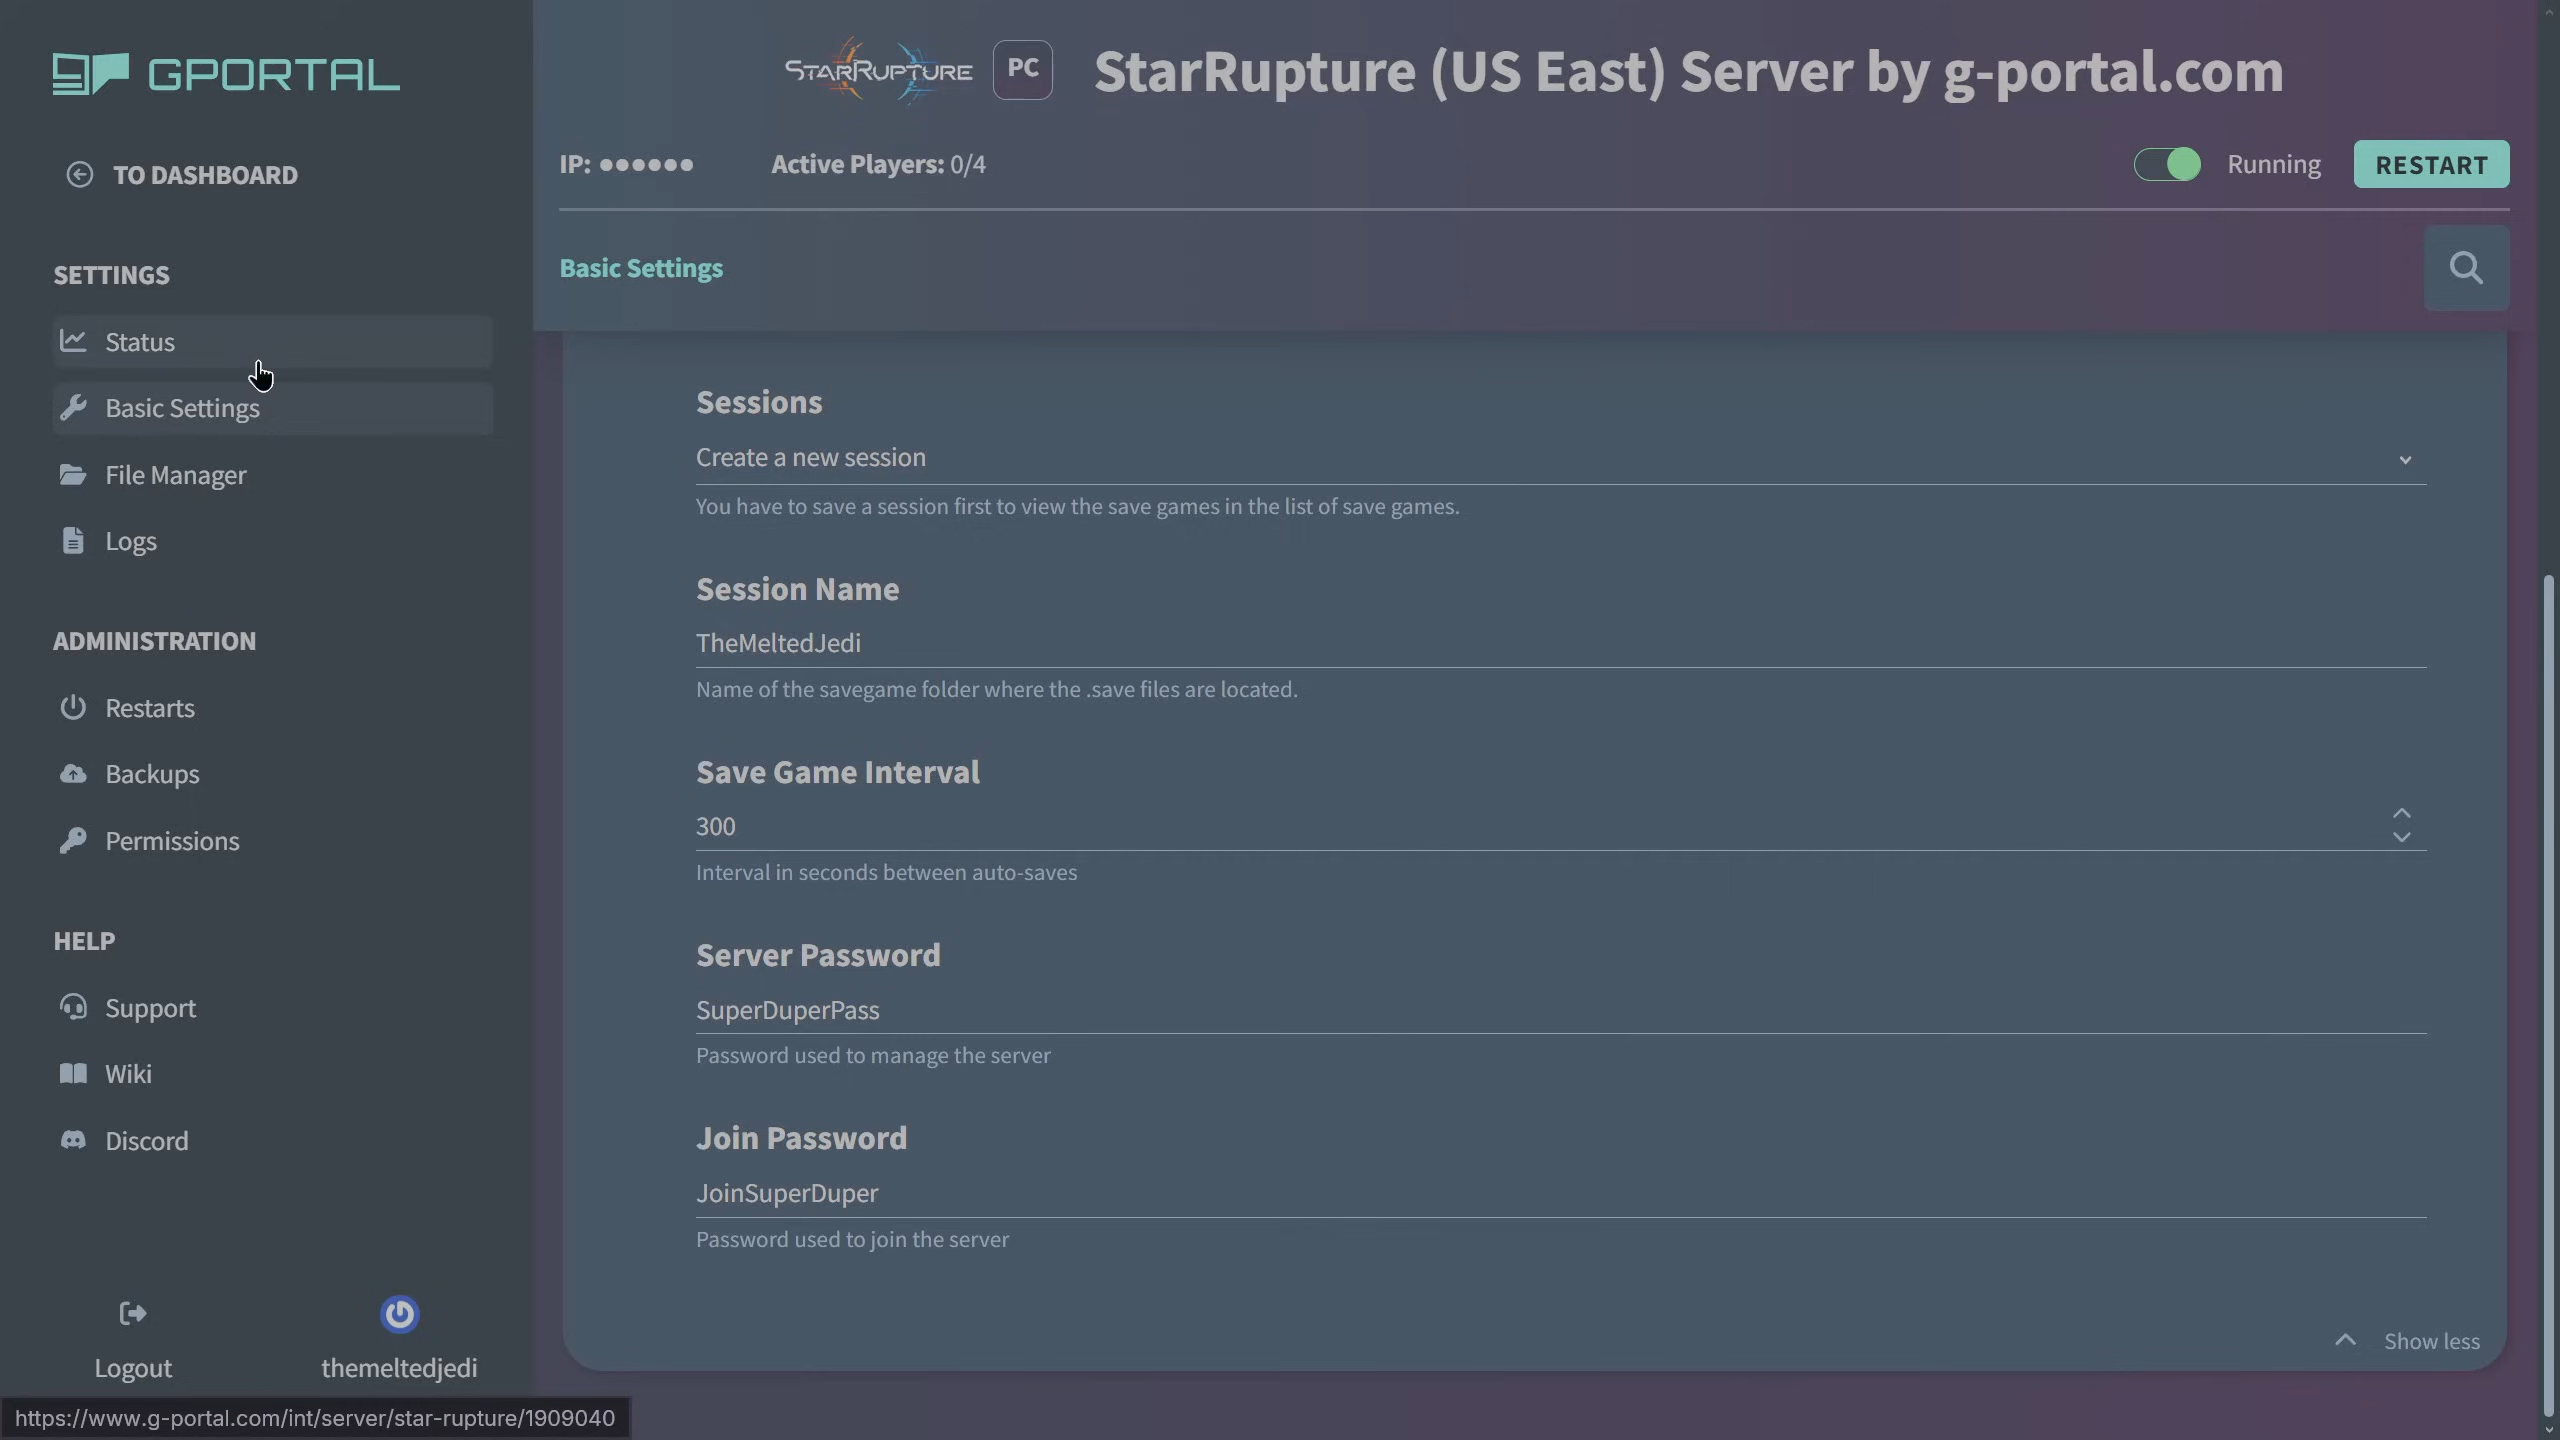 GPORTAL
TO DASHBOARD
SETTINGS
Status
Basic Settings
File Manager
Logs
ADMINISTRATION
Restarts
Backups
Permissions
HELP
Support
Wiki
Discord
Logout
themeltedjedi
https://www.g-portal.com/int/server/star-rupture/1909040
STARRUPTURE
PC
StarRupture (US East) Server by g-portal.com
IP: ●●●●●●
Active Players: 0/4
Running
RESTART
Basic Settings
Sessions
Create a new session
You have to save a session first to view the save games in the list of save games.
Session Name
TheMeltedJedi
Name of the savegame folder where the .save files are located.
Save Game Interval
300
Interval in seconds between auto-saves
Server Password
SuperDuperPass
Password used to manage the server
Join Password
JoinSuperDuper
Password used to join the server
Show less